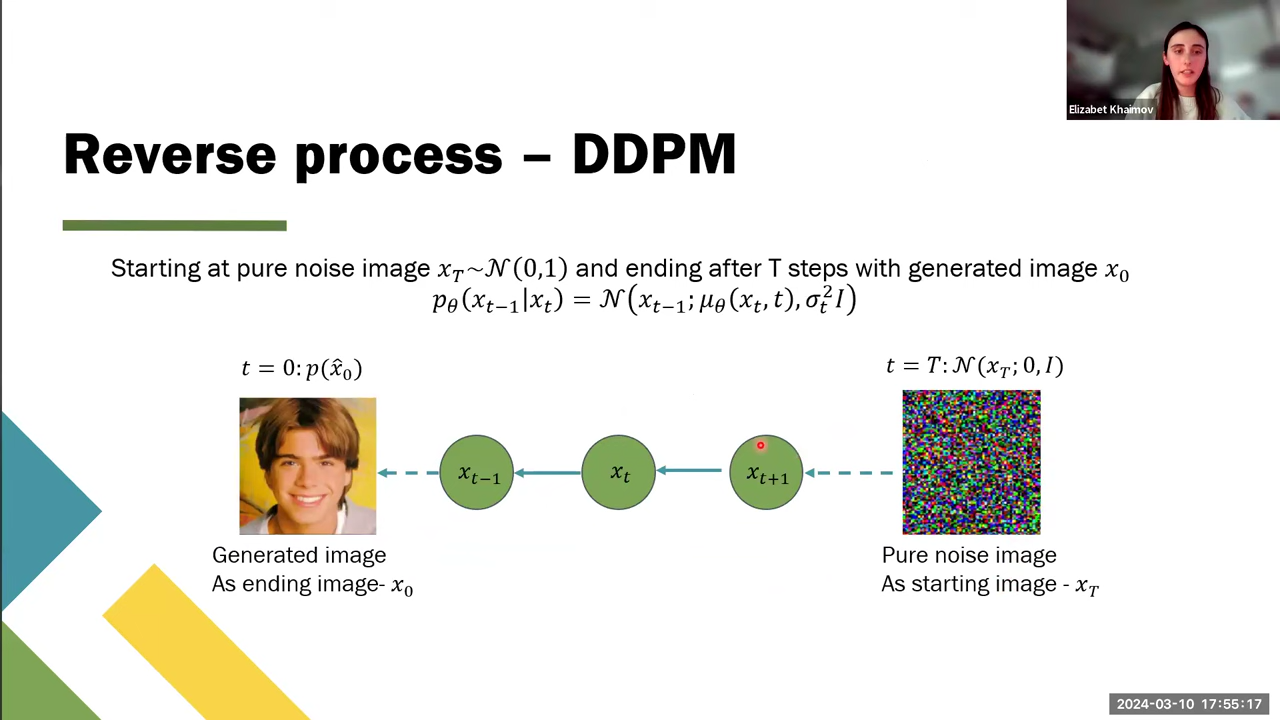 Elizabet Khaimov
Reverse process – DDPM
Starting at pure noise image x_T~𝒩(0,1) and ending after T steps with generated image x_0
p_θ(x_{t−1}|x_t) = 𝒩(x_{t−1}; μ_θ(x_t, t), σ_t^2 I)
t = 0: p(x̂_0)
t = T: 𝒩(x_T; 0, I)
x_{t−1}
x_t
x_{t+1}
Generated image
As ending image- x_0
Pure noise image
As starting image - x_T
2024-03-10 17:55:17